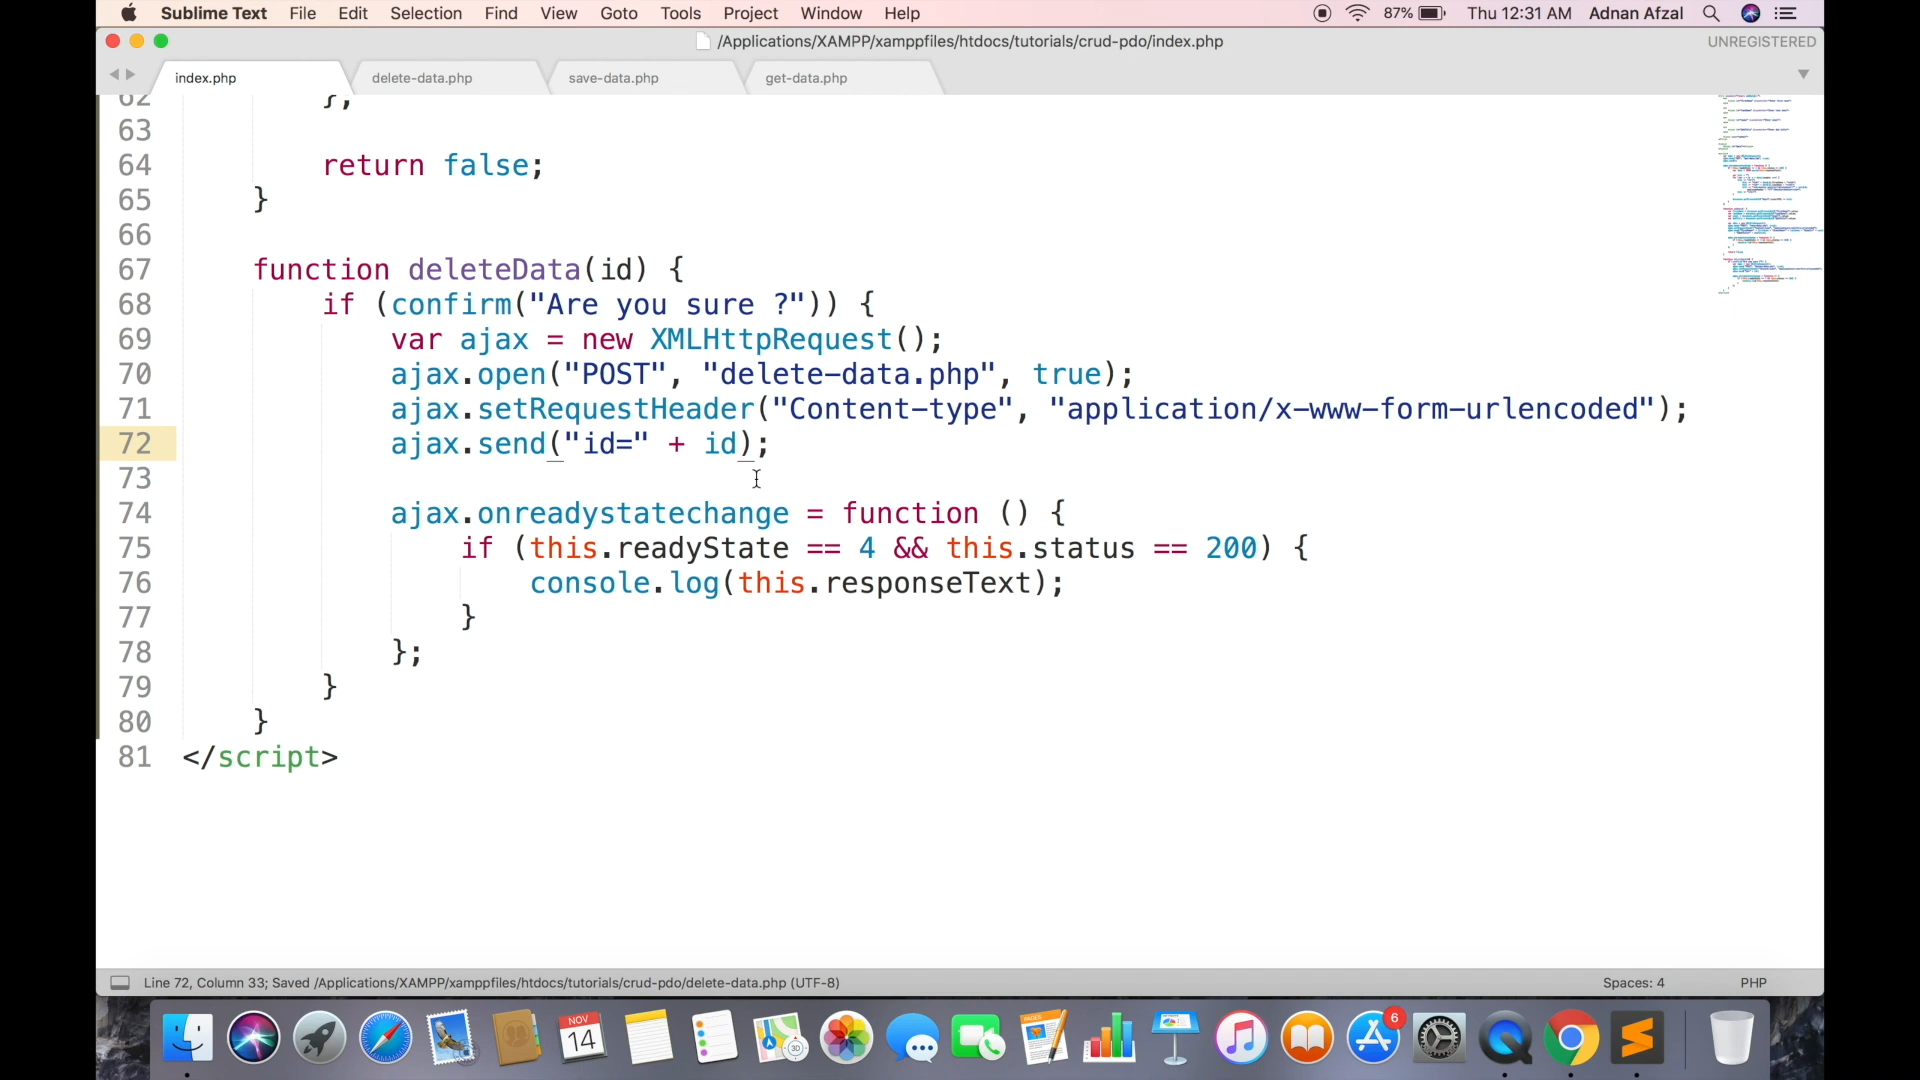 Sublime Text File Edit Selection Find View Goto Tools Project Window Help 87% Thu 12:31 AM Adnan Afzal
/Applications/XAMPP/xamppfiles/htdocs/tutorials/crud-pdo/index.php UNREGISTERED
index.php delete-data.php save-data.php get-data.php
62 };
63
64 return false;
65 }
66
67 function deleteData(id) {
68 if (confirm("Are you sure ?")) {
69 var ajax = new XMLHttpRequest();
70 ajax.open("POST", "delete-data.php", true);
71 ajax.setRequestHeader("Content-type", "application/x-www-form-urlencoded");
72 ajax.send("id=" + id);
73
74 ajax.onreadystatechange = function () {
75 if (this.readyState == 4 && this.status == 200) {
76 console.log(this.responseText);
77 }
78 };
79 }
80 }
81 </script>
Line 72, Column 33; Saved /Applications/XAMPP/xamppfiles/htdocs/tutorials/crud-pdo/delete-data.php (UTF-8) Spaces: 4 PHP
NOV
14
PAGES
30
6